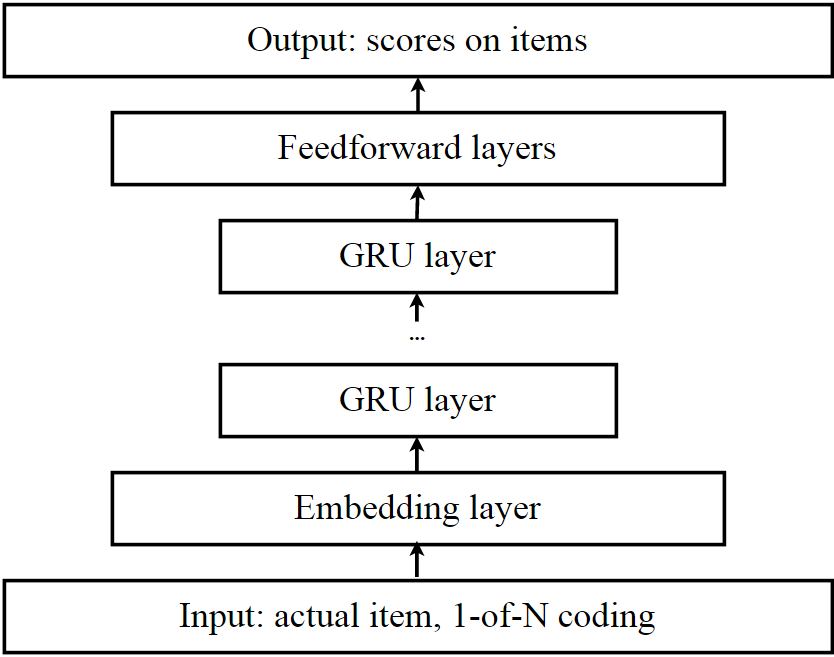 Output: scores on items
Feedforward layers
GRU layer
...
GRU layer
Embedding layer
Input: actual item, 1-of-N coding